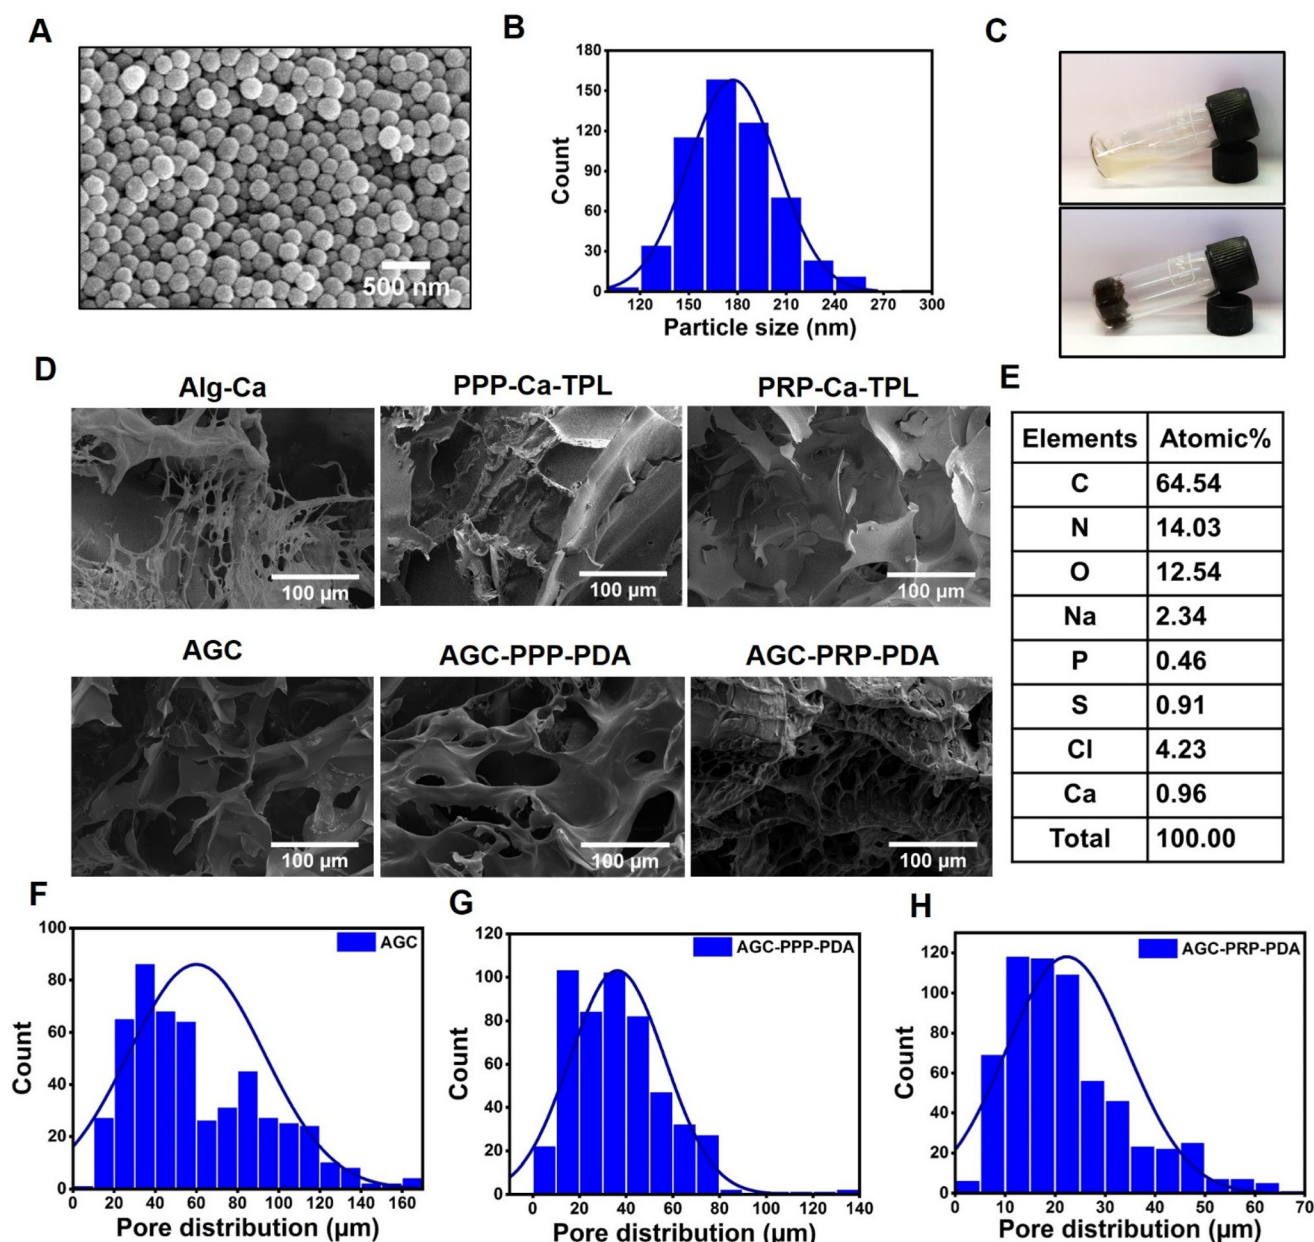 A
500 nm
B
180
150
120
90
60
30
0
Count
120 150 180 210 240 270 300
Particle size (nm)
C
D
Alg-Ca
PPP-Ca-TPL
PRP-Ca-TPL
100 µm
100 µm
100 µm
AGC
AGC-PPP-PDA
AGC-PRP-PDA
100 µm
100 µm
100 µm
E
Elements Atomic%
C 64.54
N 14.03
O 12.54
Na 2.34
P 0.46
S 0.91
Cl 4.23
Ca 0.96
Total 100.00
F
AGC
100
80
60
40
20
0
Count
0 20 40 60 80 100 120 140 160
Pore distribution (µm)
G
AGC-PPP-PDA
120
100
80
60
40
20
0
Count
0 20 40 60 80 100 120 140
Pore distribution (µm)
H
AGC-PRP-PDA
120
100
80
60
40
20
0
Count
0 10 20 30 40 50 60 70
Pore distribution (µm)